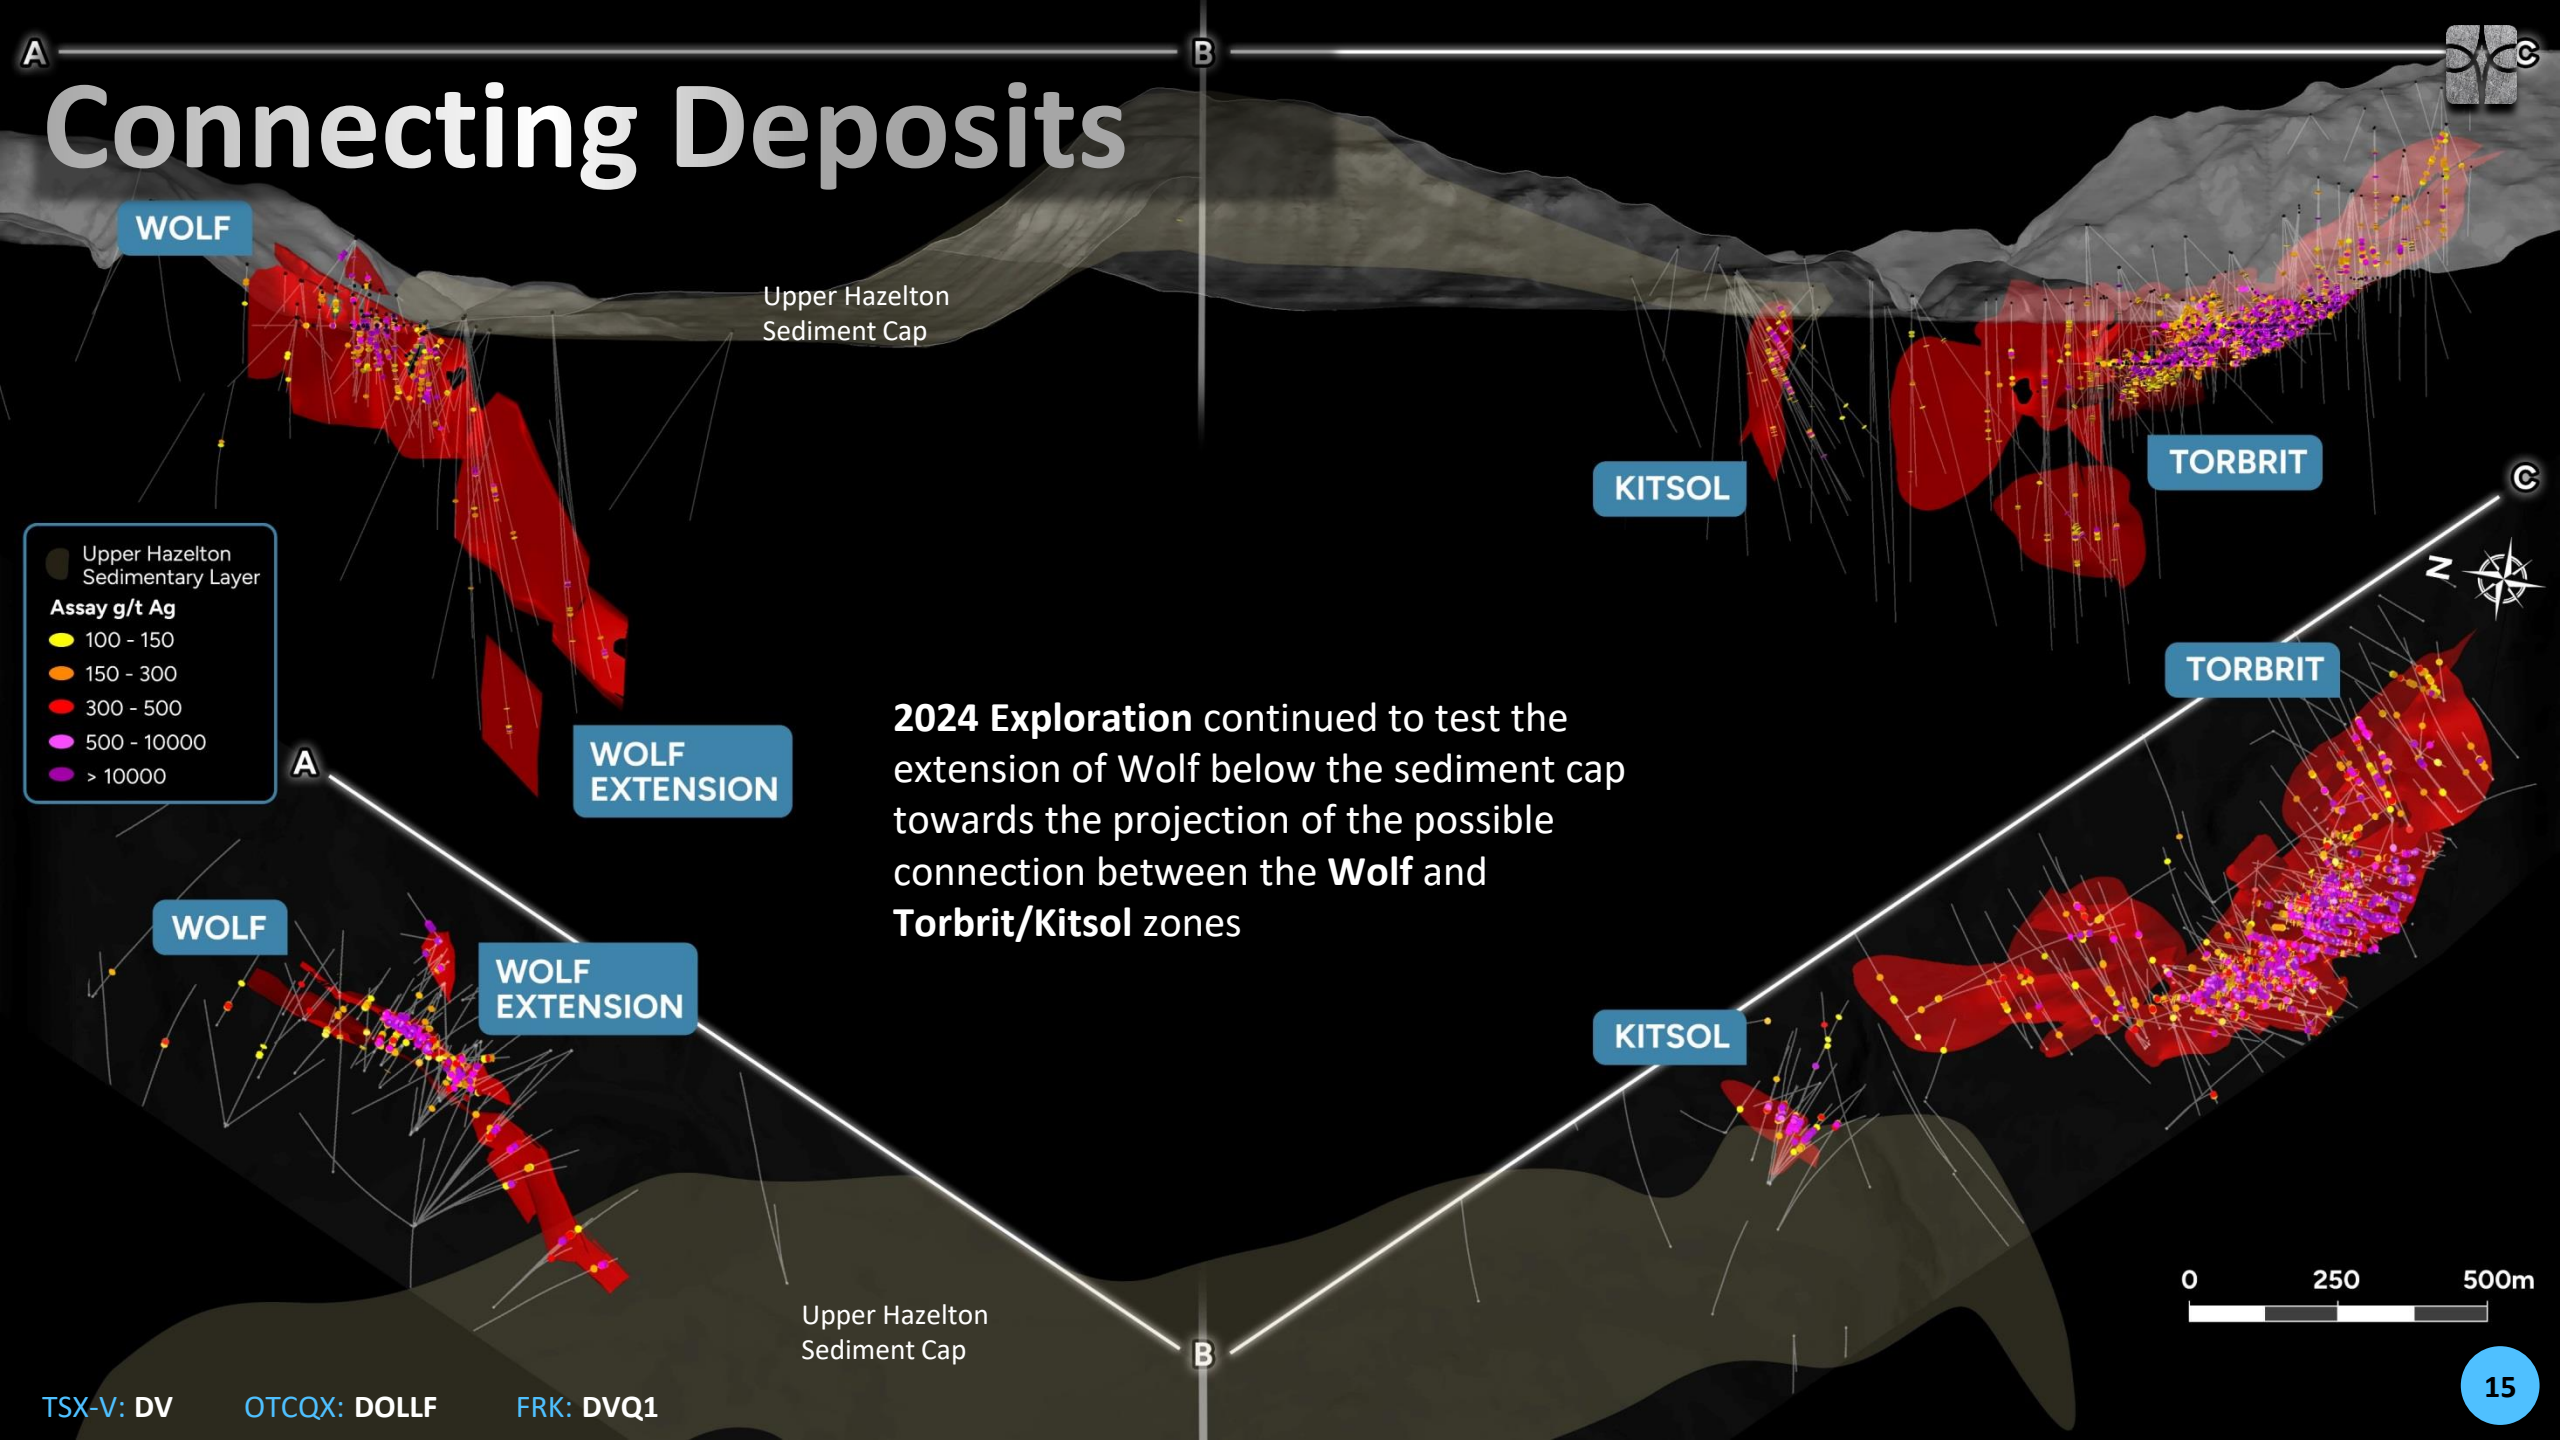 A
B
C
Connecting Deposits
WOLF
Upper Hazelton
Sediment Cap
KITSOL
TORBRIT
WOLF
EXTENSION
Upper Hazelton
Sedimentary Layer
Assay g/t Ag
100 - 150
150 - 300
300 - 500
500 - 10000
> 10000
2024 Exploration continued to test the
extension of Wolf below the sediment cap
towards the projection of the possible
connection between the Wolf and
Torbrit/Kitsol zones
A
WOLF
WOLF
EXTENSION
C
N
TORBRIT
KITSOL
Upper Hazelton
Sediment Cap
B
0 250 500m
TSX-V: DV OTCQX: DOLLF FRK: DVQ1
15